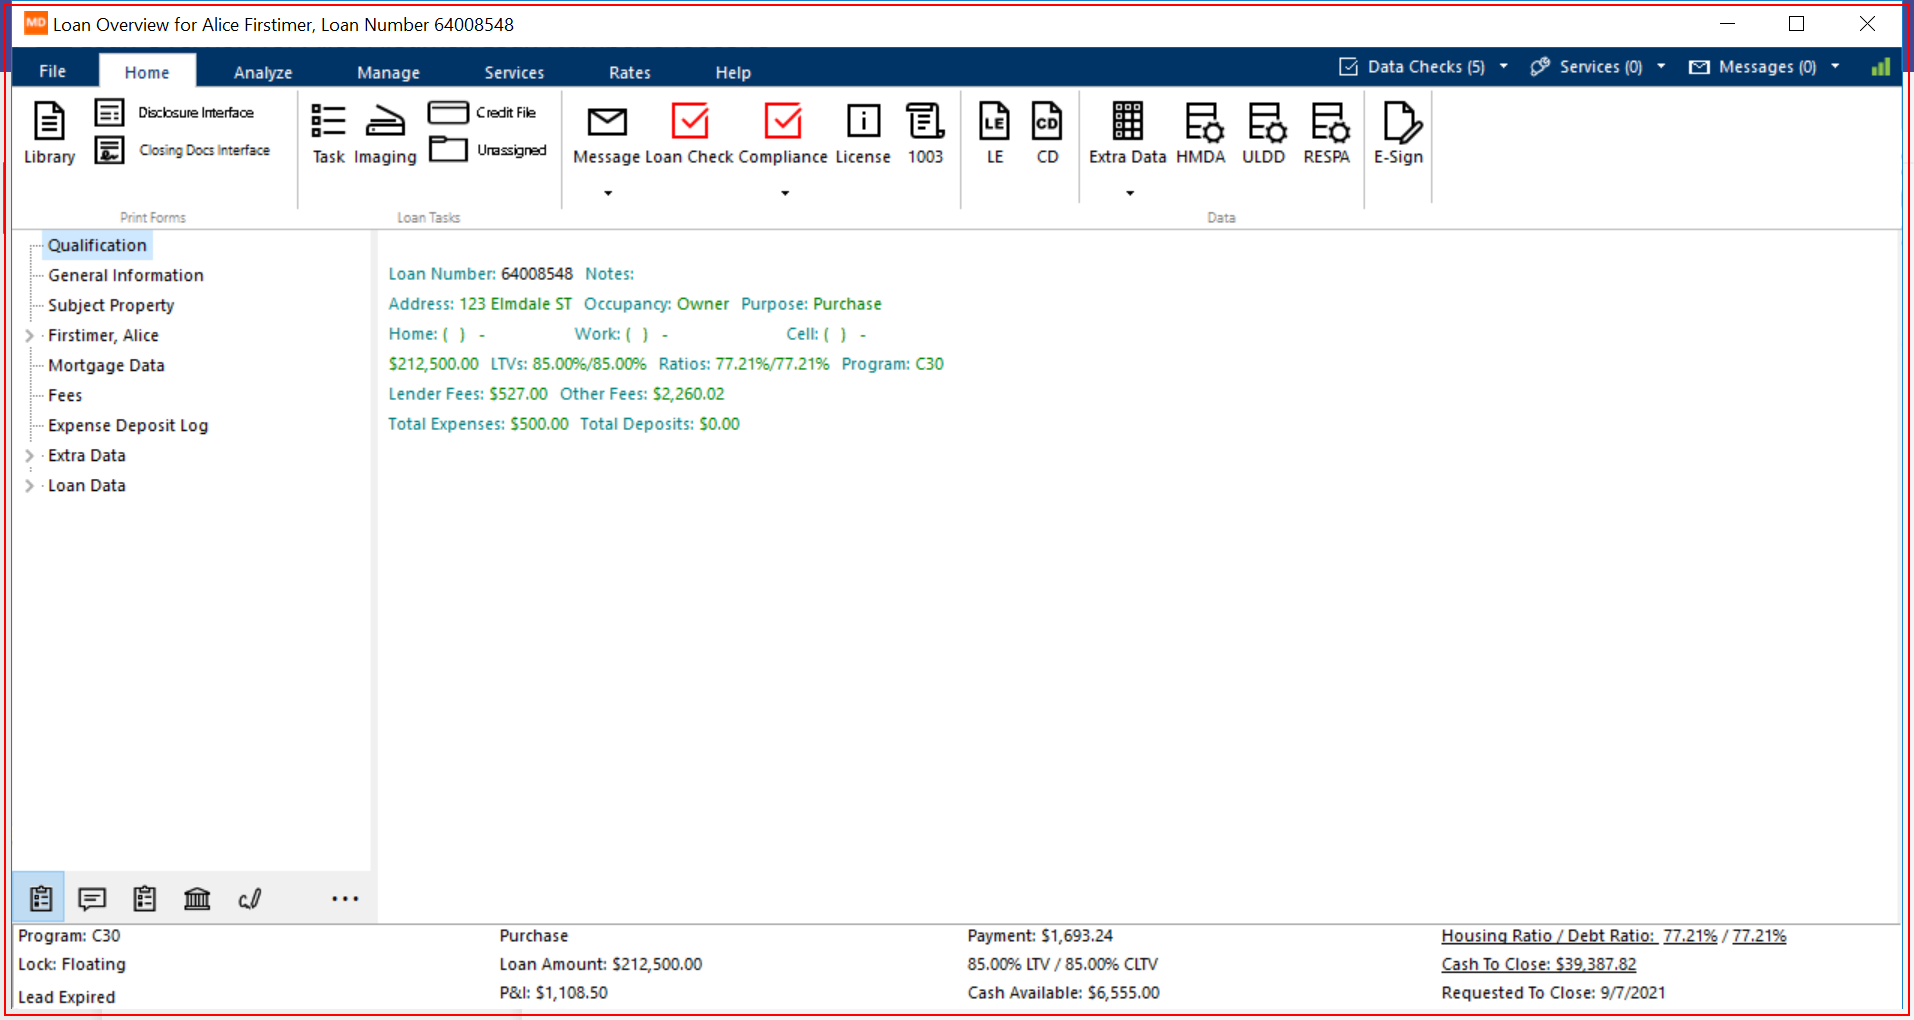 MD Loan Overview for Alice Firstimer, Loan Number 64008548
File Home Analyze Manage Services Rates Help Data Checks (5) Services (0) Messages (0)
Library
Disclosure Interface
Closing Docs Interface
Print Forms
Task Imaging
Credit File
Unassigned
Loan Tasks
Message Loan Check Compliance License 1003
LE CD
LE CD
Extra Data HMDA ULDD RESPA
Data
E-Sign
Qualification
General Information
Subject Property
Firstimer, Alice
Mortgage Data
Fees
Expense Deposit Log
Extra Data
Loan Data
Loan Number: 64008548 Notes:
Address: 123 Elmdale ST Occupancy: Owner Purpose: Purchase
Home: ( ) - Work: ( ) - Cell: ( ) -
$212,500.00 LTVs: 85.00%/85.00% Ratios: 77.21%/77.21% Program: C30
Lender Fees: $527.00 Other Fees: $2,260.02
Total Expenses: $500.00 Total Deposits: $0.00
Program: C30
Lock: Floating
Lead Expired
Purchase
Loan Amount: $212,500.00
P&I: $1,108.50
Payment: $1,693.24
85.00% LTV / 85.00% CLTV
Cash Available: $6,555.00
Housing Ratio / Debt Ratio: 77.21% / 77.21%
Cash To Close: $39,387.82
Requested To Close: 9/7/2021